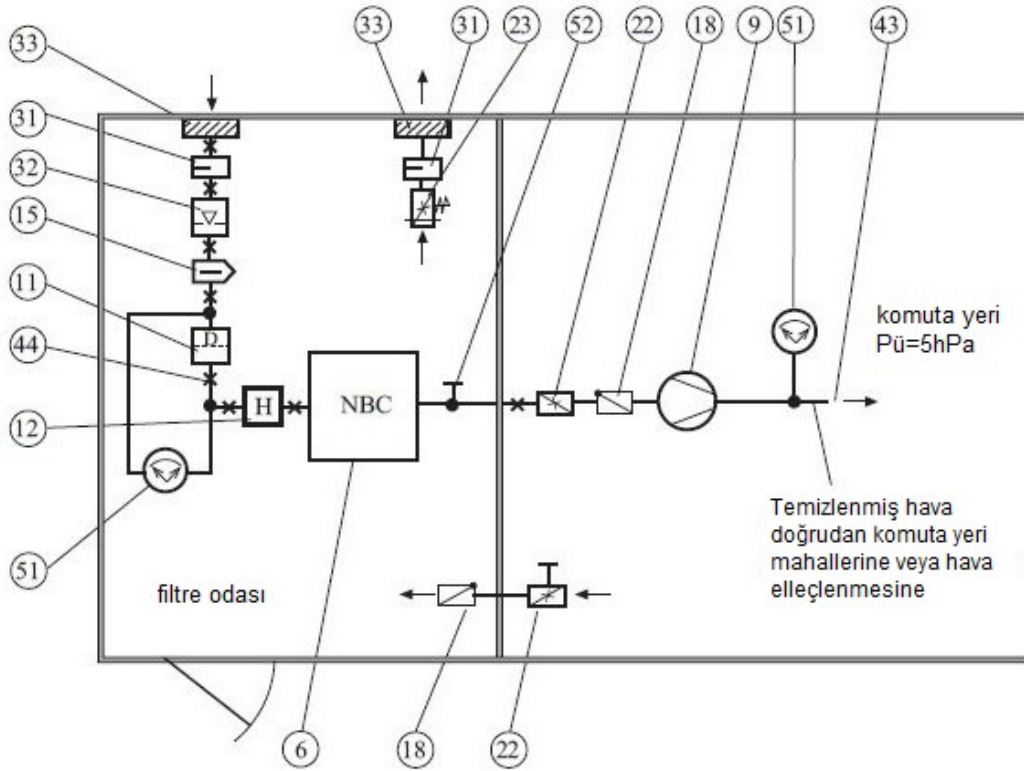 33 33 31 23 52 22 18 9 51 43
31
32
15
11
D
44
H
NBC
12
51
komuta yeri
Pü=5hPa
Temizlenmiş hava
doğrudan komuta yeri
mahallerine veya hava
elleçlenmesine
filtre odası
6 18 22